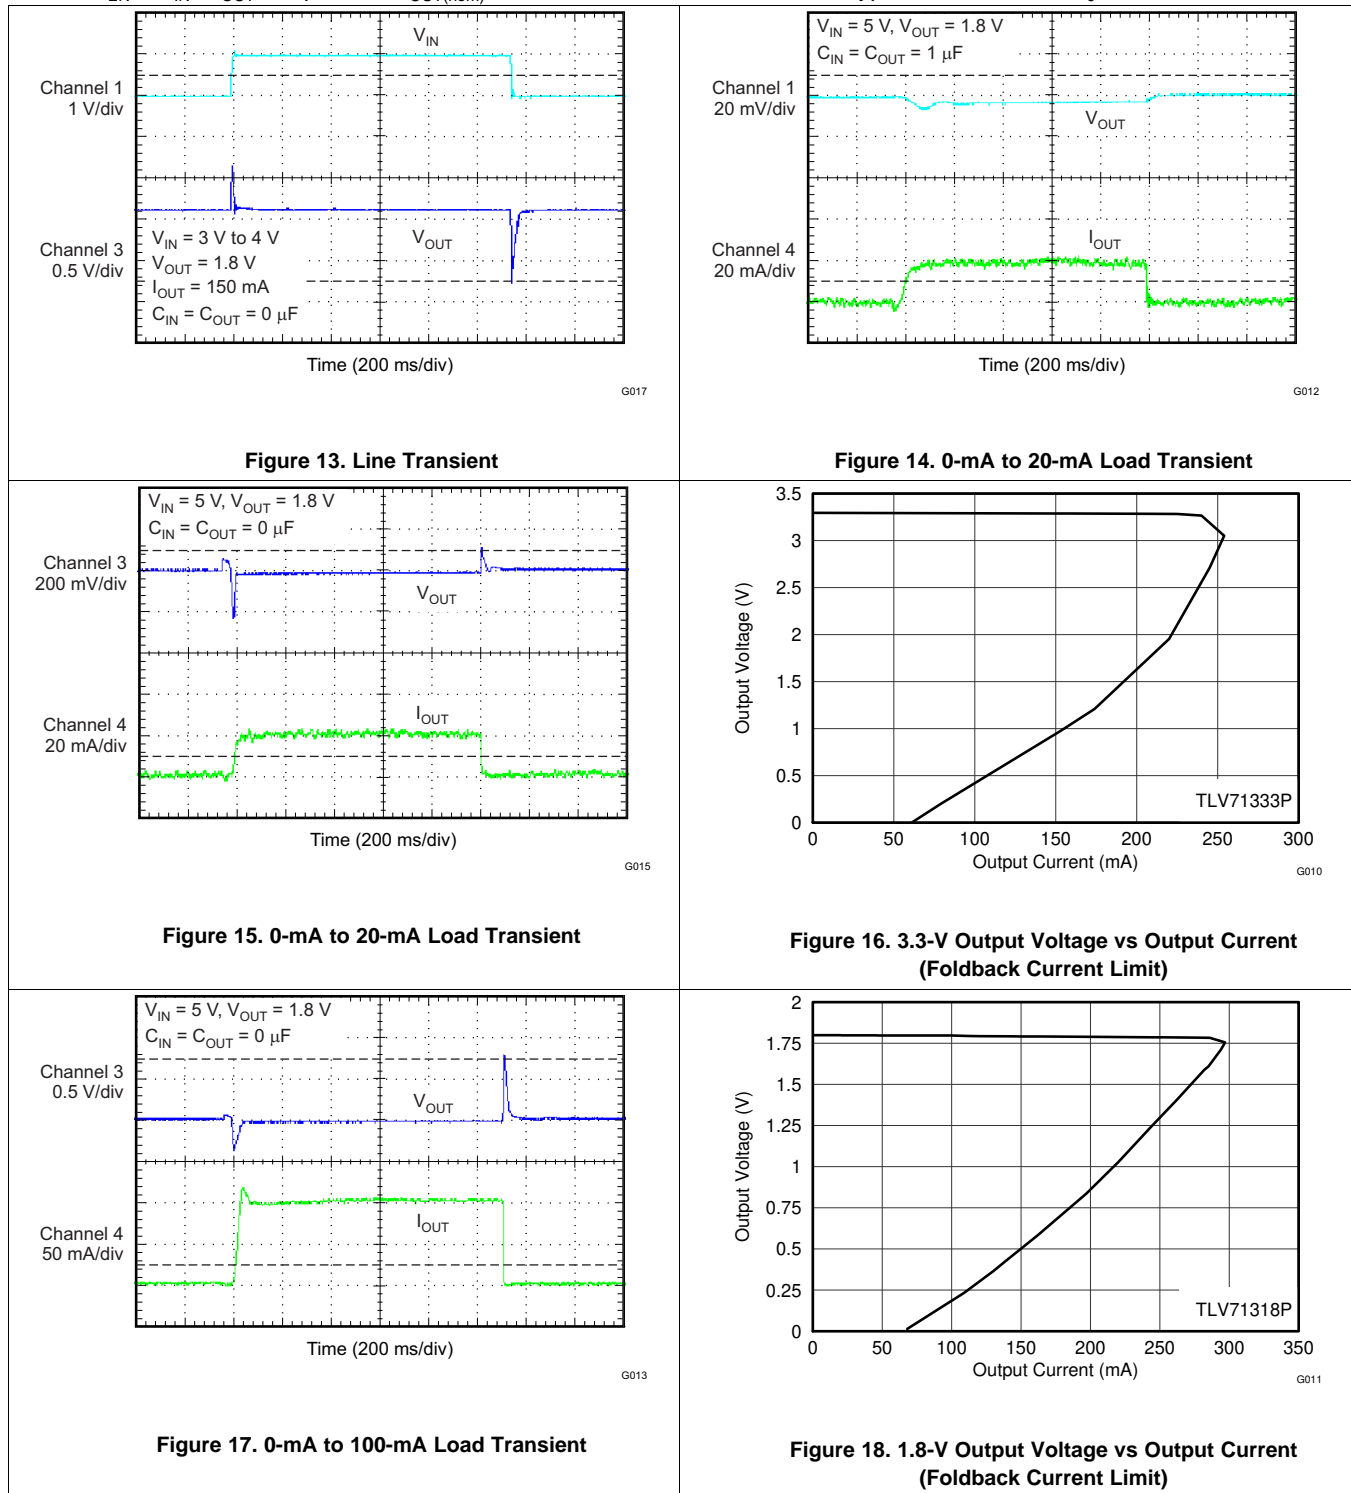 V_IN
Channel 1
1 V/div
Channel 3
0.5 V/div
V_IN = 3 V to 4 V
V_OUT = 1.8 V
I_OUT = 150 mA
C_IN = C_OUT = 0 μF
V_OUT
Time (200 ms/div)
G017
Figure 13. Line Transient
V_IN = 5 V, V_OUT = 1.8 V
C_IN = C_OUT = 1 μF
Channel 1
20 mV/div
V_OUT
Channel 4
20 mA/div
I_OUT
Time (200 ms/div)
G012
Figure 14. 0-mA to 20-mA Load Transient
V_IN = 5 V, V_OUT = 1.8 V
C_IN = C_OUT = 0 μF
Channel 3
200 mV/div
V_OUT
Channel 4
20 mA/div
I_OUT
Time (200 ms/div)
G015
Figure 15. 0-mA to 20-mA Load Transient
3.5
3
2.5
2
1.5
1
0.5
0
Output Voltage (V)
TLV71333P
0 50 100 150 200 250 300
Output Current (mA)
G010
Figure 16. 3.3-V Output Voltage vs Output Current
(Foldback Current Limit)
V_IN = 5 V, V_OUT = 1.8 V
C_IN = C_OUT = 0 μF
Channel 3
0.5 V/div
V_OUT
Channel 4
50 mA/div
I_OUT
Time (200 ms/div)
G013
Figure 17. 0-mA to 100-mA Load Transient
2
1.75
1.5
1.25
1
0.75
0.5
0.25
0
Output Voltage (V)
TLV71318P
0 50 100 150 200 250 300 350
Output Current (mA)
G011
Figure 18. 1.8-V Output Voltage vs Output Current
(Foldback Current Limit)